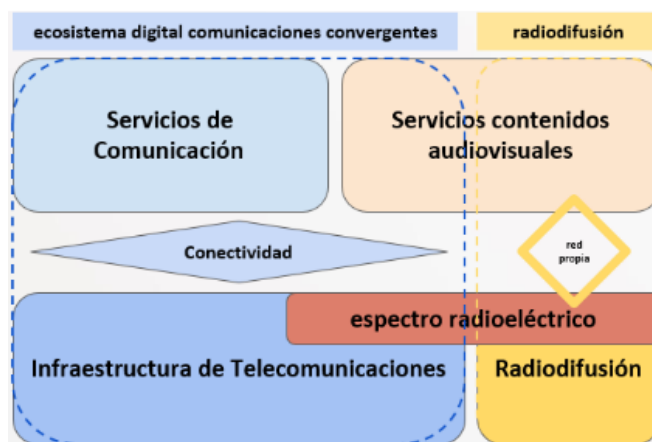 ecosistema digital comunicaciones convergentes
radiodifusión
Servicios de
Comunicación
Servicios contenidos
audiovisuales
Conectividad
red
propia
espectro radioeléctrico
Infraestructura de Telecomunicaciones
Radiodifusión